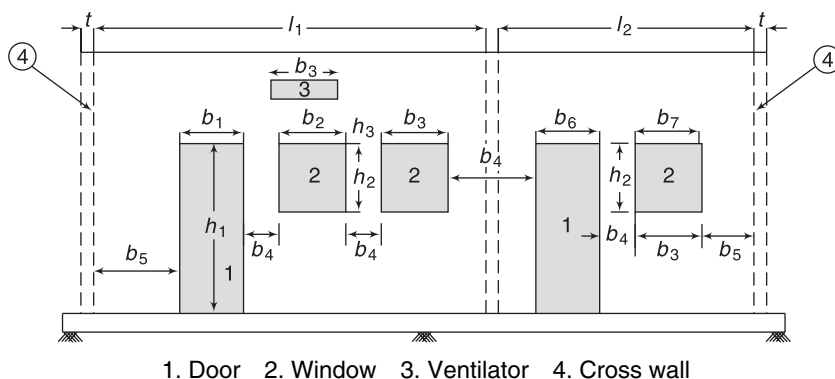 t l1 l2 t
4 4
b3
3
b1 b2 h3 b3 b6 b7
b4
2 h2 2 h2 2
h1 1
b4 b4 b4 b3 b5
b5 1
1. Door 2. Window 3. Ventilator 4. Cross wall